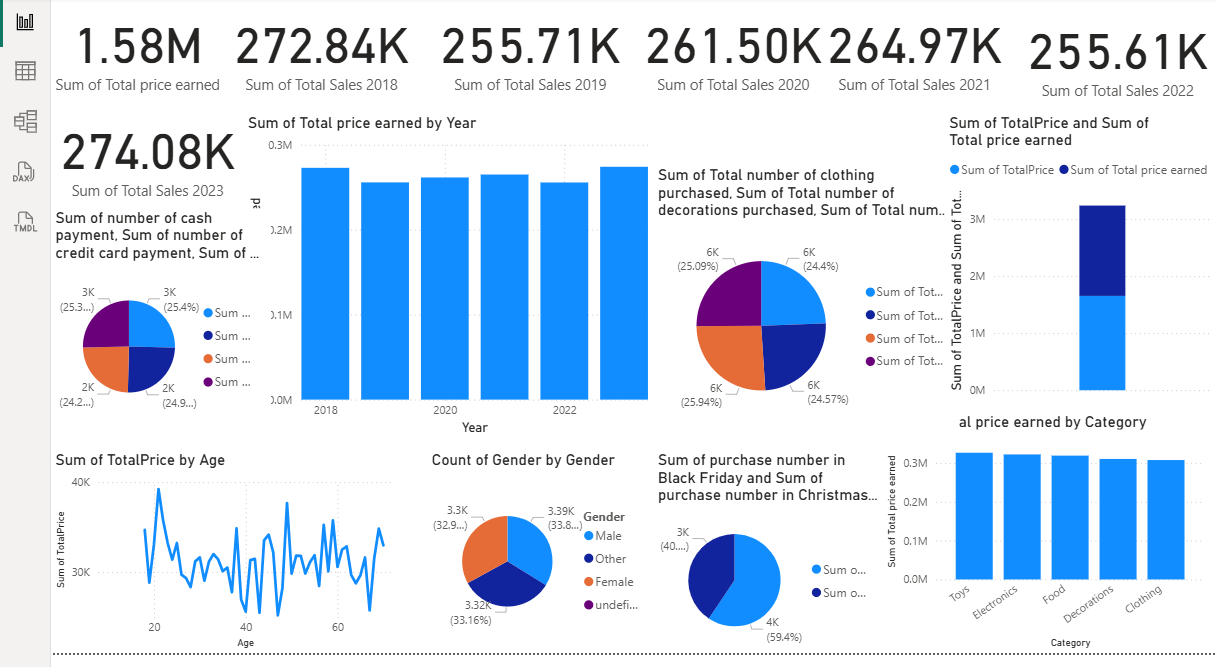 1.58M
Sum of Total price earned
272.84K
Sum of Total Sales 2018
255.71K
Sum of Total Sales 2019
261.50K
Sum of Total Sales 2020
264.97K
Sum of Total Sales 2021
255.61K
Sum of Total Sales 2022
DAX
TMDL
274.08K
Sum of Total Sales 2023
Sum of number of cash
payment, Sum of number of
credit card payment, Sum of ...
3K
(25.3...)
3K
(25.4%)
2K
(24.2...)
2K
(24.9...)
Sum ...
Sum ...
Sum ...
Sum ...
Sum of Total price earned by Year
0.3M
0.2M
0.1M
0.0M
2018
2020
2022
Year
Sum of Total number of clothing
purchased, Sum of Total number of
decorations purchased, Sum of Total num...
6K
(25.09%)
6K
(24.4%)
6K
(25.94%)
6K
(24.57%)
Sum of Tot...
Sum of Tot...
Sum of Tot...
Sum of Tot...
Sum of TotalPrice and Sum of
Total price earned
Sum of TotalPrice
Sum of Total price earned
Sum of TotalPrice and Sum of Tot...
3M
2M
1M
0M
Sum of TotalPrice by Age
Sum of TotalPrice
40K
30K
20
40
60
Age
Count of Gender by Gender
3.3K
(32.9...)
3.39K
(33.8...)
3.32K
(33.16%)
Gender
Male
Other
Female
undefi...
Sum of purchase number in
Black Friday and Sum of
purchase number in Christmas...
3K
(40....)
4K
(59.4%)
Sum o...
Sum o...
al price earned by Category
Sum of Total price earned
0.3M
0.2M
0.1M
0.0M
Toys
Electronics
Food
Decorations
Clothing
Category